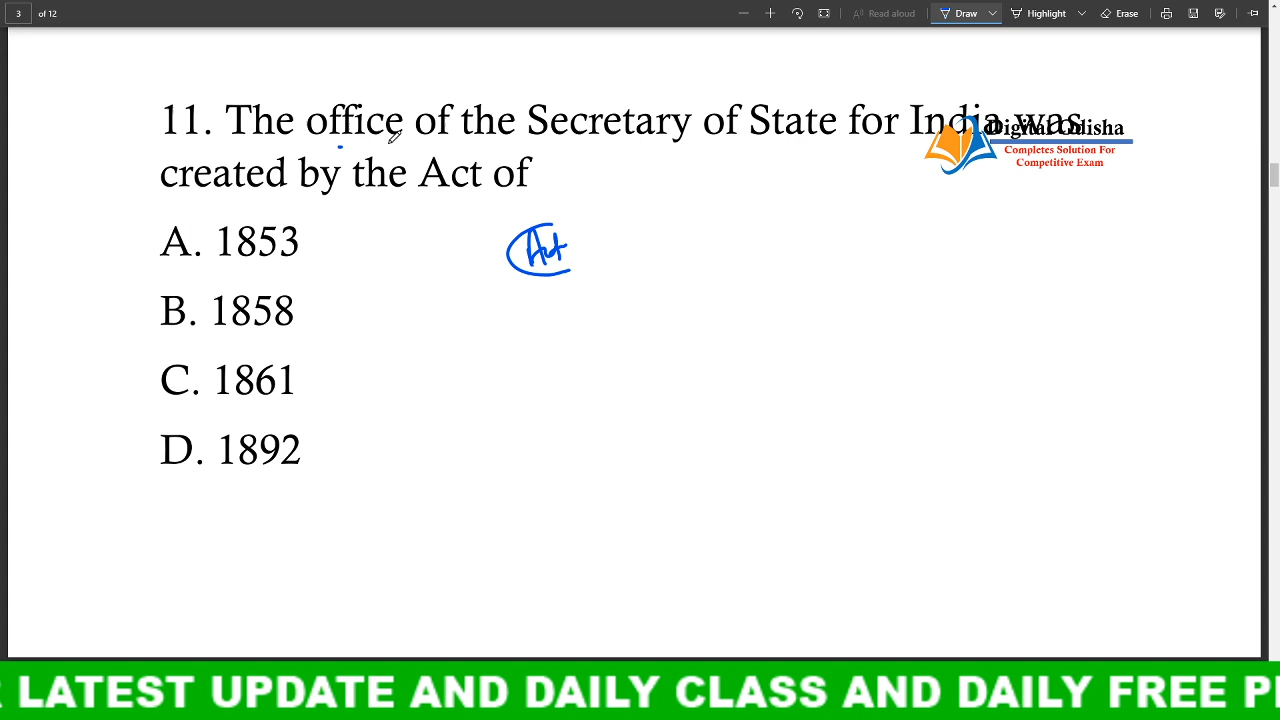 3 of 12 Read aloud Draw Highlight Erase
11. The office of the Secretary of State for India was
Digital Odisha
Completes Solution For
Competitive Exam
created by the Act of
A. 1853
Act
B. 1858
C. 1861
D. 1892
R LATEST UPDATE AND DAILY CLASS AND DAILY FREE P